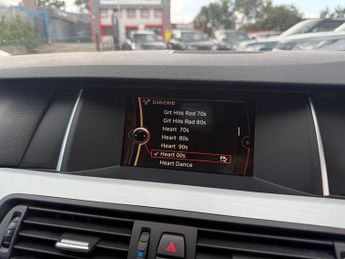 DAB/DMB
Grt Hits Rad 70s
Grt Hits Rad 80s
Heart 70s
Heart 80s
Heart 90s
Heart 00s
Heart Dance